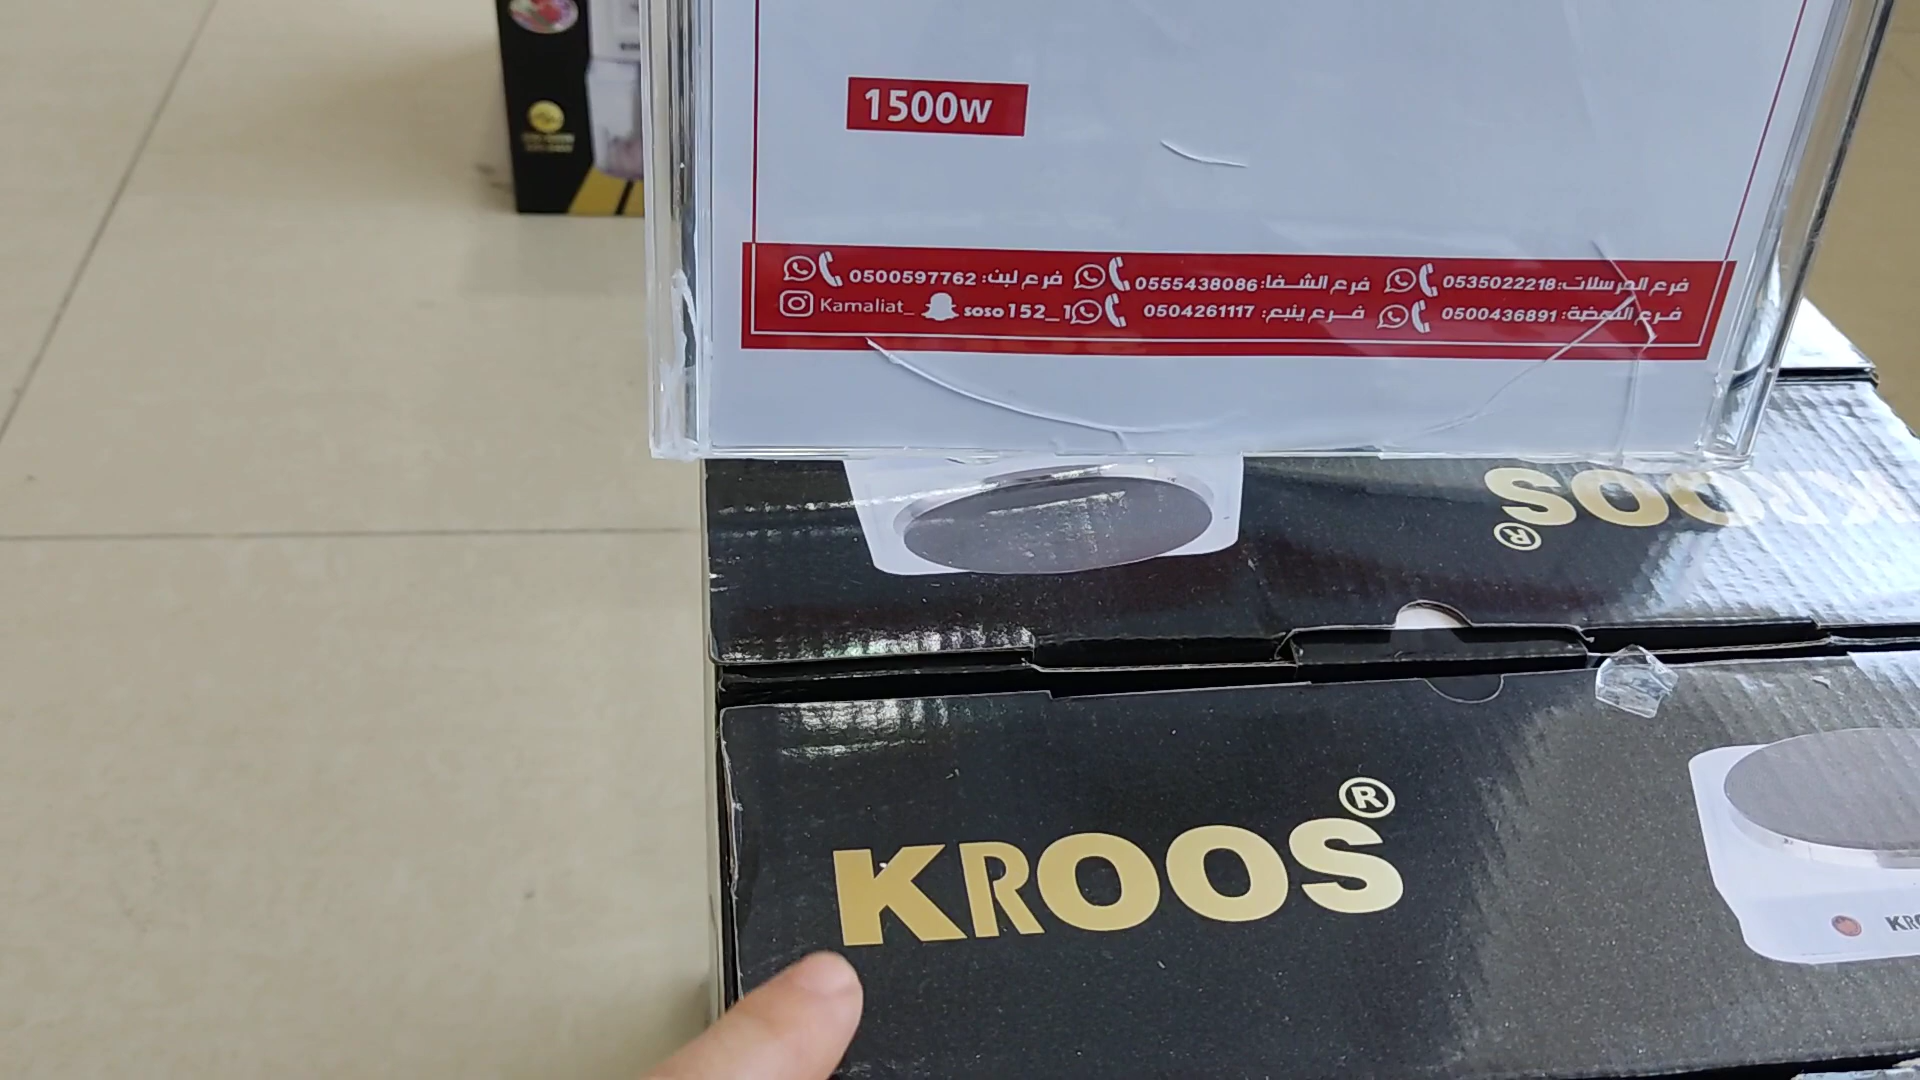 1500w
فرع المرسلات: 0535022218 فرع الشفا: 0555438086 فرع لبن: 0500597762
فرع النهضة: 0500436891 فرع ينبع: 0504261117 soso152_1 Kamaliat_
KROOS®
KROOS®